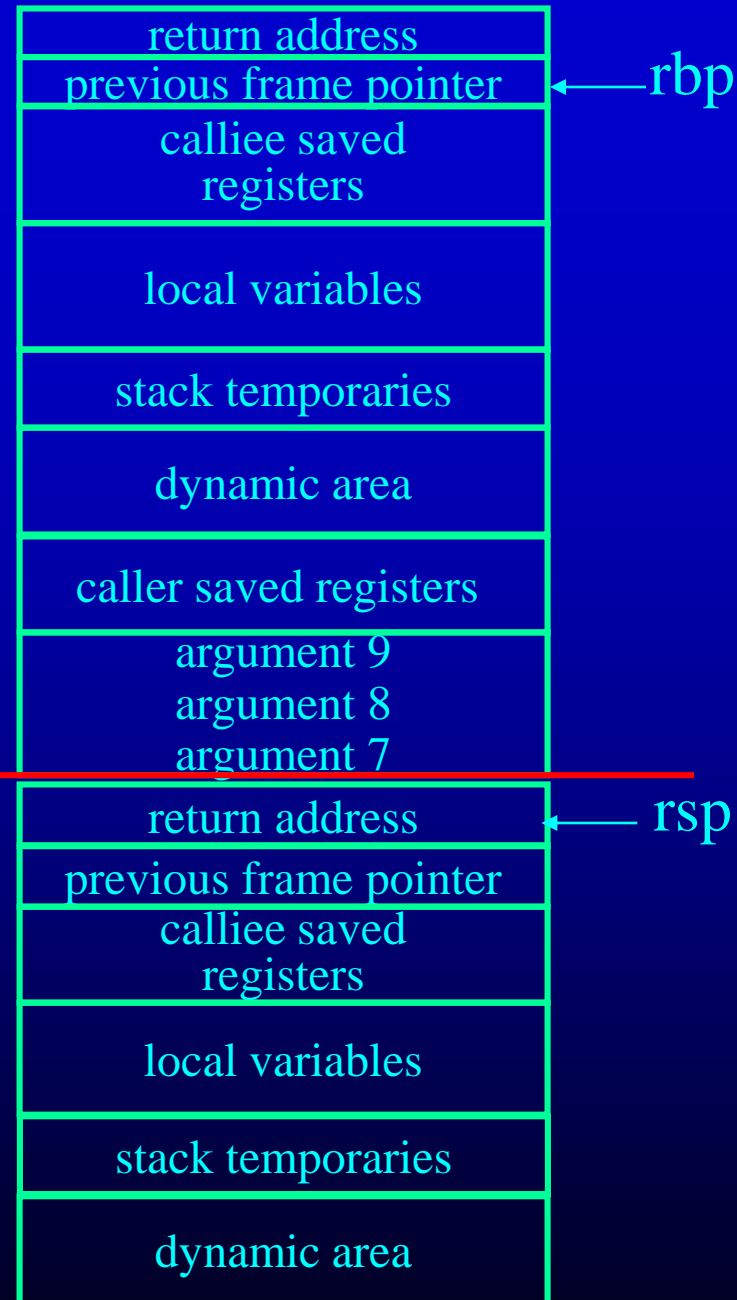 return address
previous frame pointer
rbp
calliee saved
registers
local variables
stack temporaries
dynamic area
caller saved registers
argument 9
argument 8
argument 7
return address
rsp
previous frame pointer
calliee saved
registers
local variables
stack temporaries
dynamic area